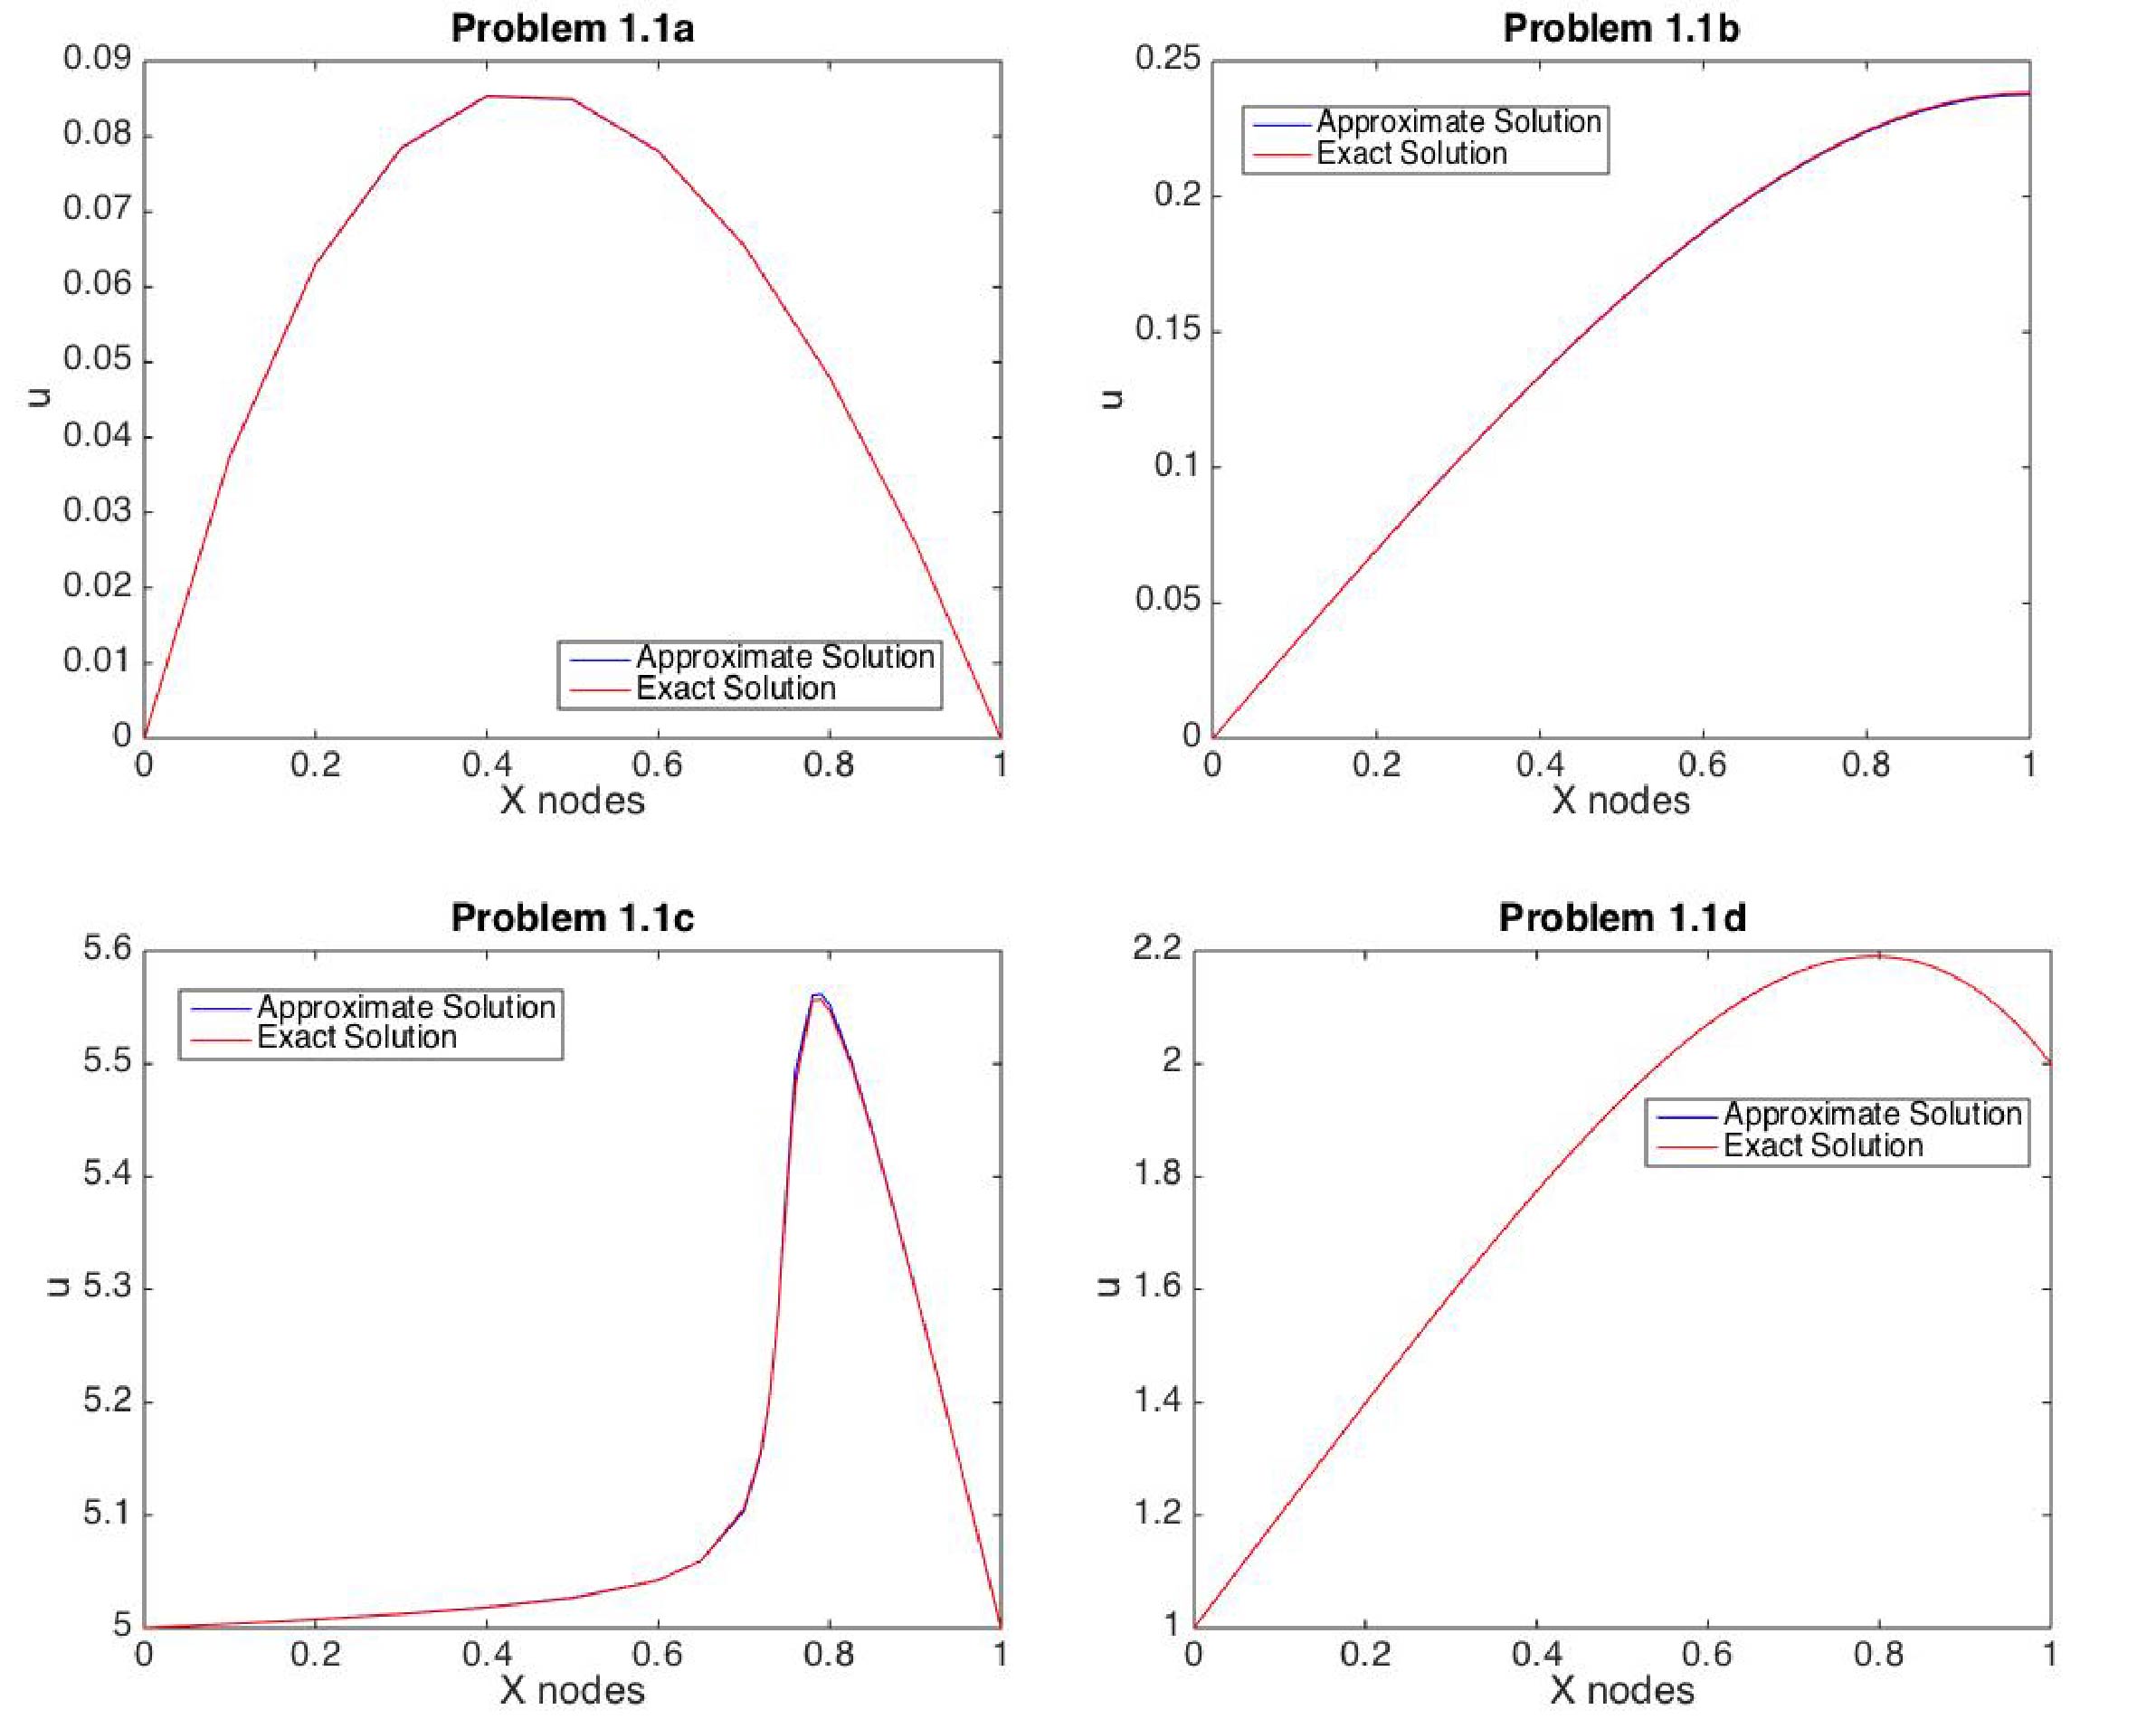 Problem 1.1a
0.09
0.08
0.07
0.06
0.05
0.04
0.03
0.02
0.01
0
u
Approximate Solution
Exact Solution
0 0.2 0.4 0.6 0.8 1
X nodes
Problem 1.1b
0.25
0.2
0.15
0.1
0.05
0
u
Approximate Solution
Exact Solution
0 0.2 0.4 0.6 0.8 1
X nodes
Problem 1.1c
5.6
5.5
5.4
5.3
5.2
5.1
5
u
Approximate Solution
Exact Solution
0 0.2 0.4 0.6 0.8 1
X nodes
Problem 1.1d
2.2
2
1.8
1.6
1.4
1.2
1
u
Approximate Solution
Exact Solution
0 0.2 0.4 0.6 0.8 1
X nodes